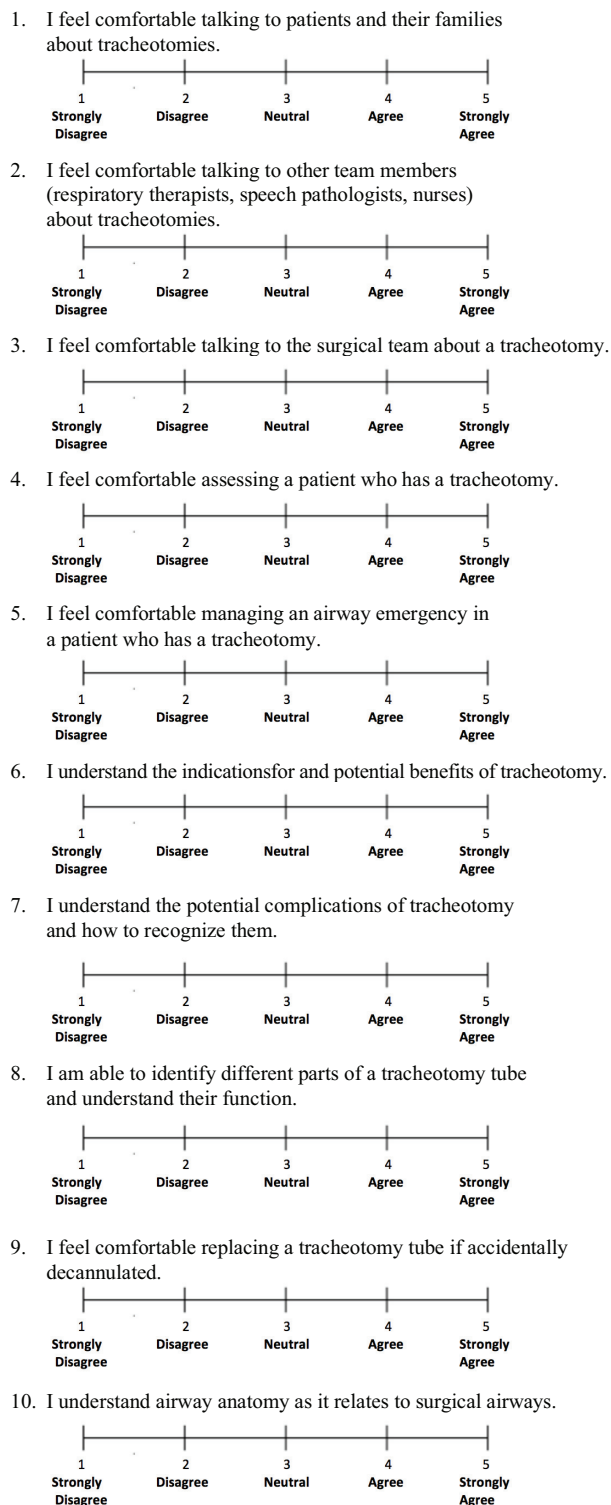 1. I feel comfortable talking to patients and their families
about tracheotomies.
1 2 3 4 5
Strongly Disagree Neutral Agree Strongly
Disagree Agree
2. I feel comfortable talking to other team members
(respiratory therapists, speech pathologists, nurses)
about tracheotomies.
1 2 3 4 5
Strongly Disagree Neutral Agree Strongly
Disagree Agree
3. I feel comfortable talking to the surgical team about a tracheotomy.
1 2 3 4 5
Strongly Disagree Neutral Agree Strongly
Disagree Agree
4. I feel comfortable assessing a patient who has a tracheotomy.
1 2 3 4 5
Strongly Disagree Neutral Agree Strongly
Disagree Agree
5. I feel comfortable managing an airway emergency in
a patient who has a tracheotomy.
1 2 3 4 5
Strongly Disagree Neutral Agree Strongly
Disagree Agree
6. I understand the indicationsfor and potential benefits of tracheotomy.
1 2 3 4 5
Strongly Disagree Neutral Agree Strongly
Disagree Agree
7. I understand the potential complications of tracheotomy
and how to recognize them.
1 2 3 4 5
Strongly Disagree Neutral Agree Strongly
Disagree Agree
8. I am able to identify different parts of a tracheotomy tube
and understand their function.
1 2 3 4 5
Strongly Disagree Neutral Agree Strongly
Disagree Agree
9. I feel comfortable replacing a tracheotomy tube if accidentally
decannulated.
1 2 3 4 5
Strongly Disagree Neutral Agree Strongly
Disagree Agree
10. I understand airway anatomy as it relates to surgical airways.
1 2 3 4 5
Strongly Disagree Neutral Agree Strongly
Disagree Agree